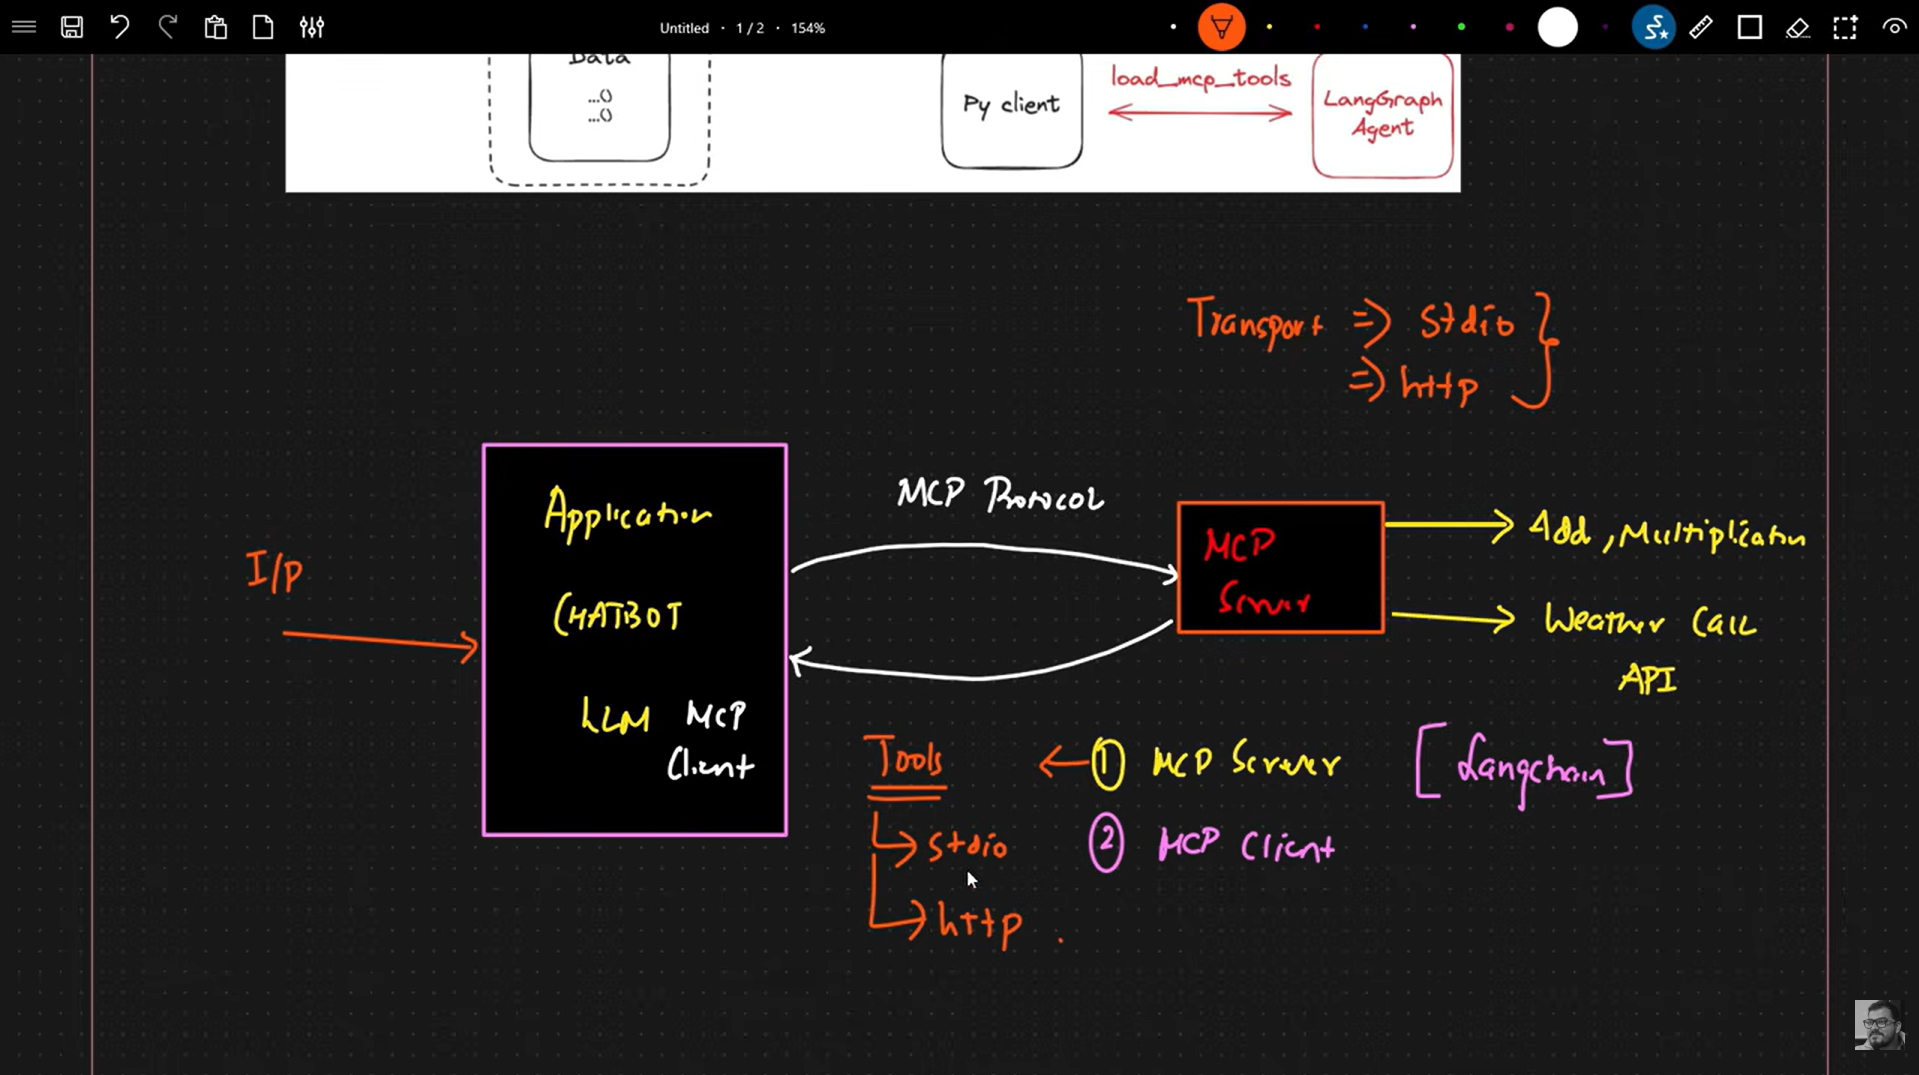 Untitled • 1 / 2 • 154%
Data
...()
...()
Py client
load_mcp_tools
LangGraph
Agent
Transport => stdio
=> http
MCP Protocol
Application
CHATBOT
LLM MCP
Client
I/p
MCP
Server
Add, Multiplication
Weather Call
API
Tools
stdio
http
1 MCP Server
2 MCP Client
[Langchain]